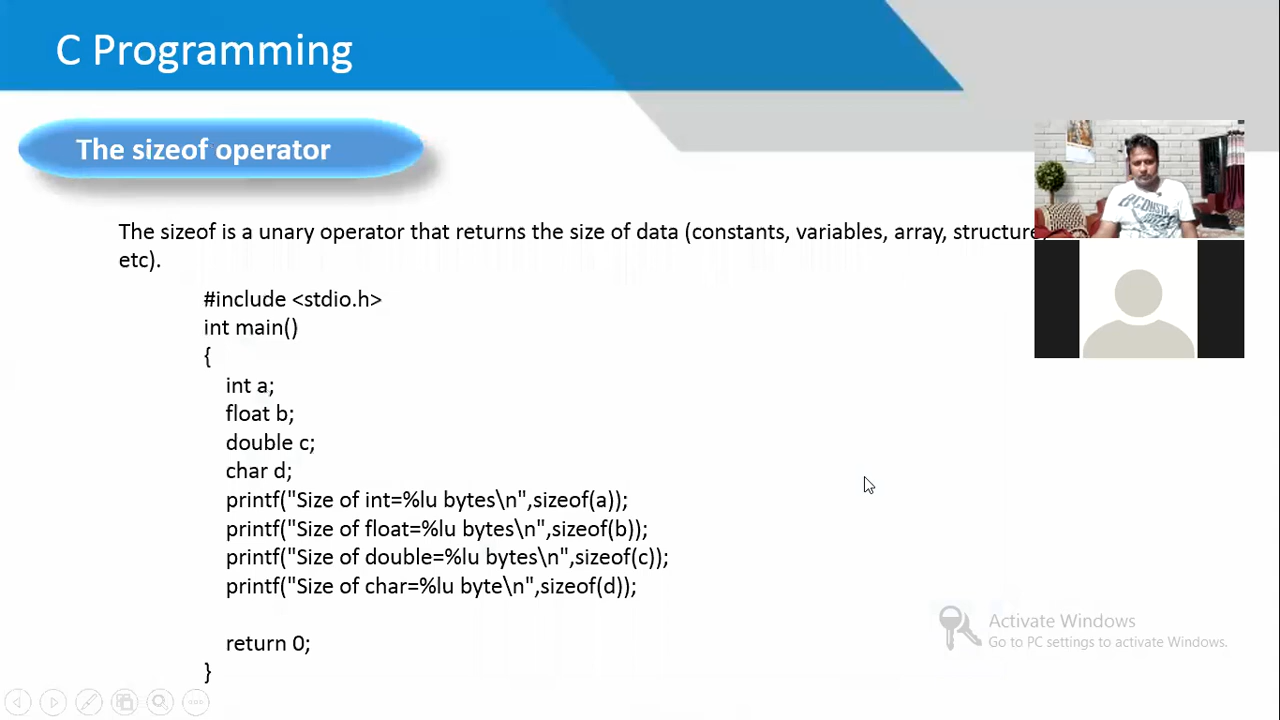 C Programming
The sizeof operator
The sizeof is a unary operator that returns the size of data (constants, variables, array, structure,
etc).
#include <stdio.h>
int main()
{
int a;
float b;
double c;
char d;
printf("Size of int=%lu bytes\n",sizeof(a));
printf("Size of float=%lu bytes\n",sizeof(b));
printf("Size of double=%lu bytes\n",sizeof(c));
printf("Size of char=%lu byte\n",sizeof(d));
return 0;
}
Activate Windows
Go to PC settings to activate Windows.